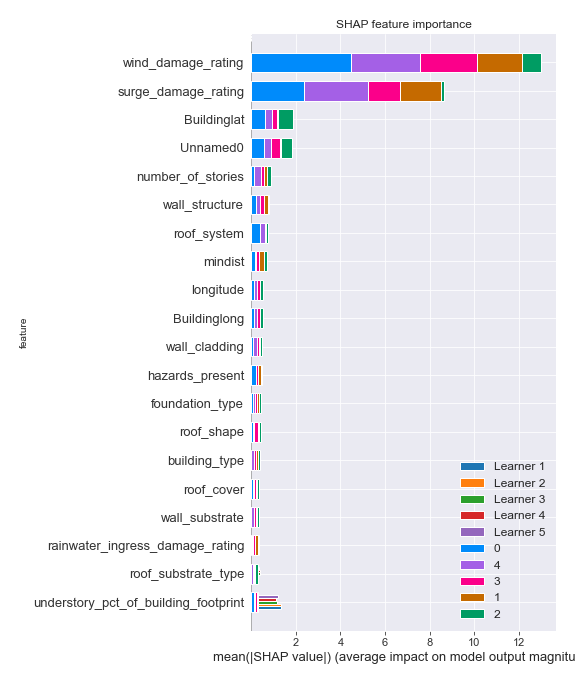 SHAP feature importance
wind_damage_rating
surge_damage_rating
Buildinglat
Unnamed0
number_of_stories
wall_structure
roof_system
mindist
longitude
Buildinglong
wall_cladding
hazards_present
foundation_type
roof_shape
building_type
roof_cover
wall_substrate
rainwater_ingress_damage_rating
roof_substrate_type
understory_pct_of_building_footprint
feature
Learner 1
Learner 2
Learner 3
Learner 4
Learner 5
0
4
3
1
2
2 4 6 8 10 12
mean(|SHAP value|) (average impact on model output magnitu